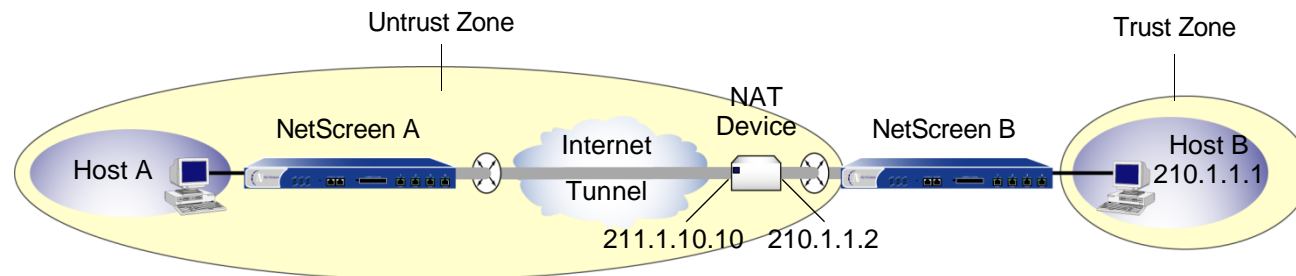 Untrust Zone
Trust Zone
NAT
Device
NetScreen A
NetScreen B
Host A
Internet
Tunnel
Host B
210.1.1.1
211.1.10.10
210.1.1.2